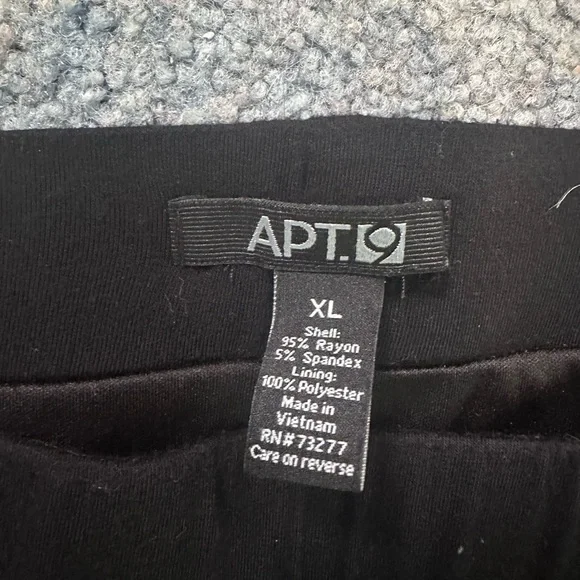 APT.9
XL
Shell:
95% Rayon
5% Spandex
Lining:
100% Polyester
Made in
Vietnam
RN# 73277
Care on reverse